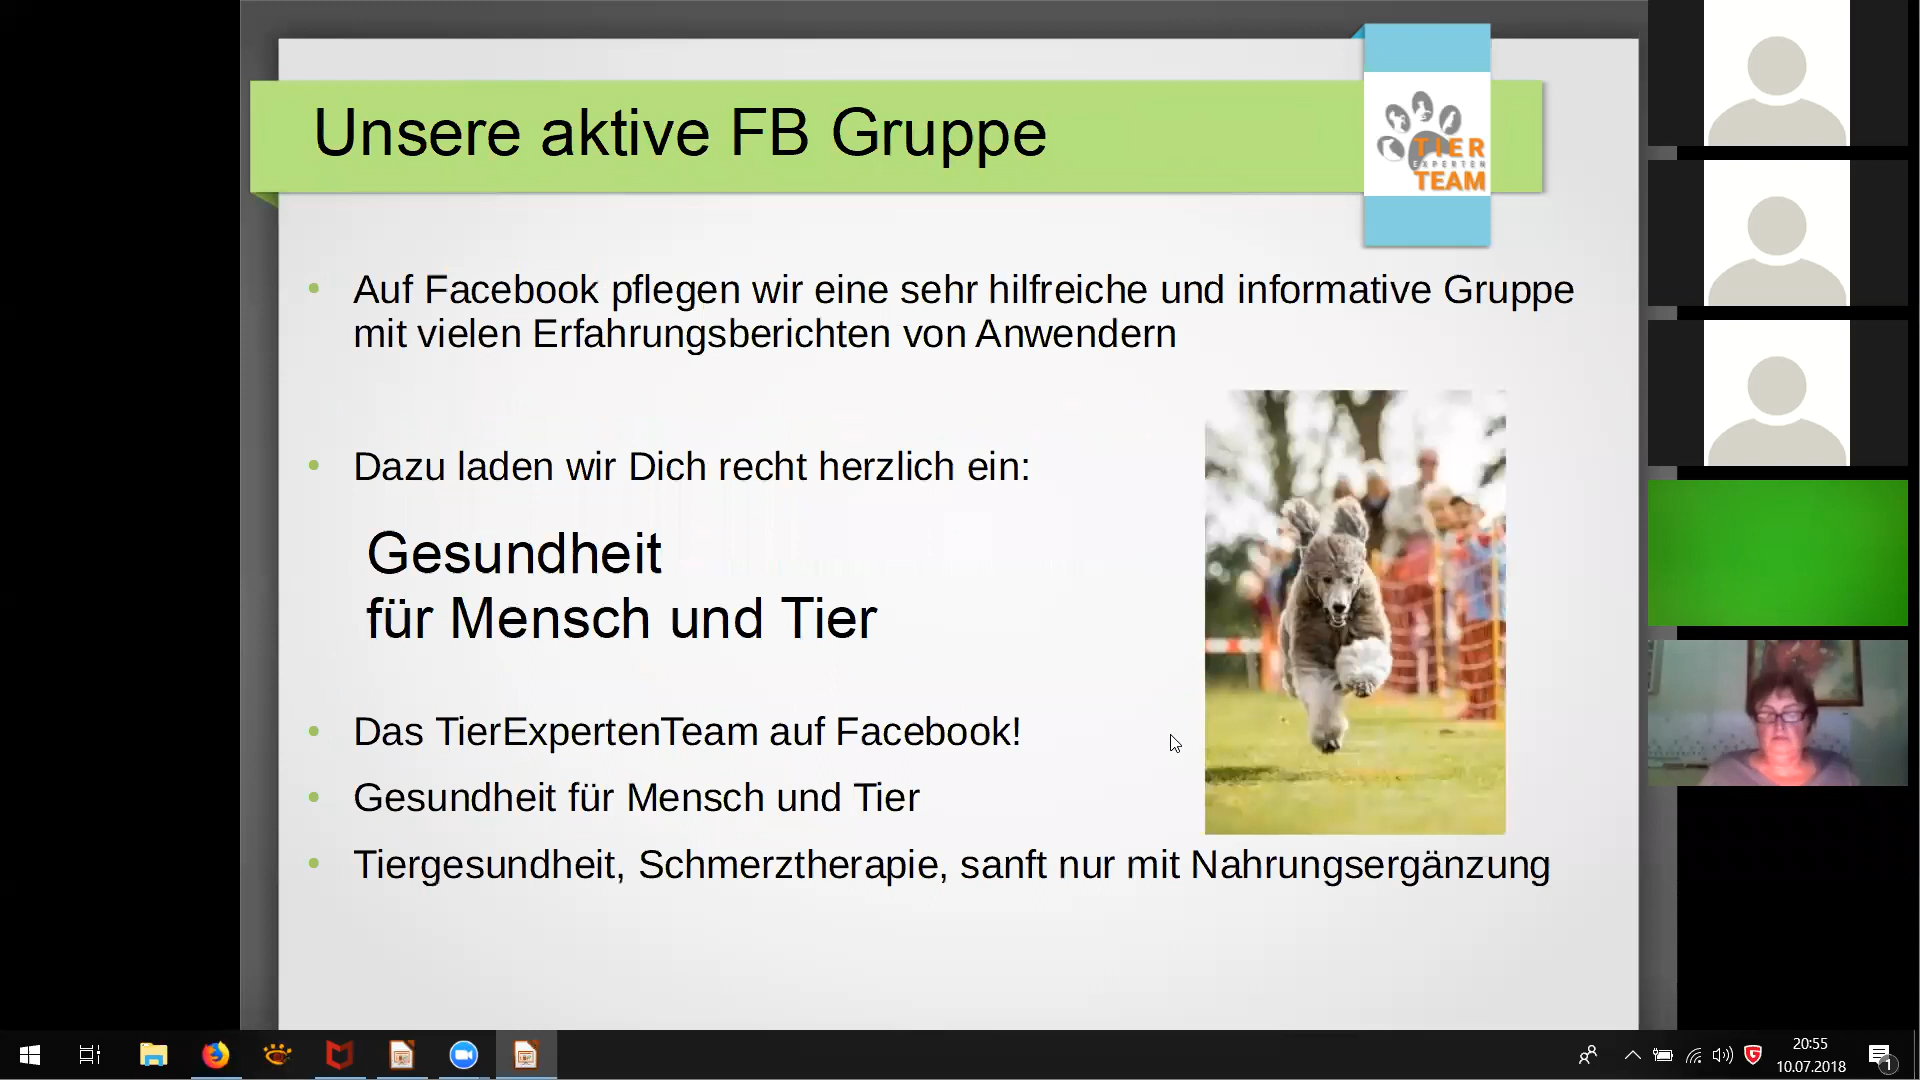 Unsere aktive FB Gruppe
TIER
EXPERTEN
TEAM
Auf Facebook pflegen wir eine sehr hilfreiche und informative Gruppe
mit vielen Erfahrungsberichten von Anwendern
Dazu laden wir Dich recht herzlich ein:
Gesundheit
für Mensch und Tier
Das TierExpertenTeam auf Facebook!
Gesundheit für Mensch und Tier
Tiergesundheit, Schmerztherapie, sanft nur mit Nahrungsergänzung
20:55
10.07.2018
1